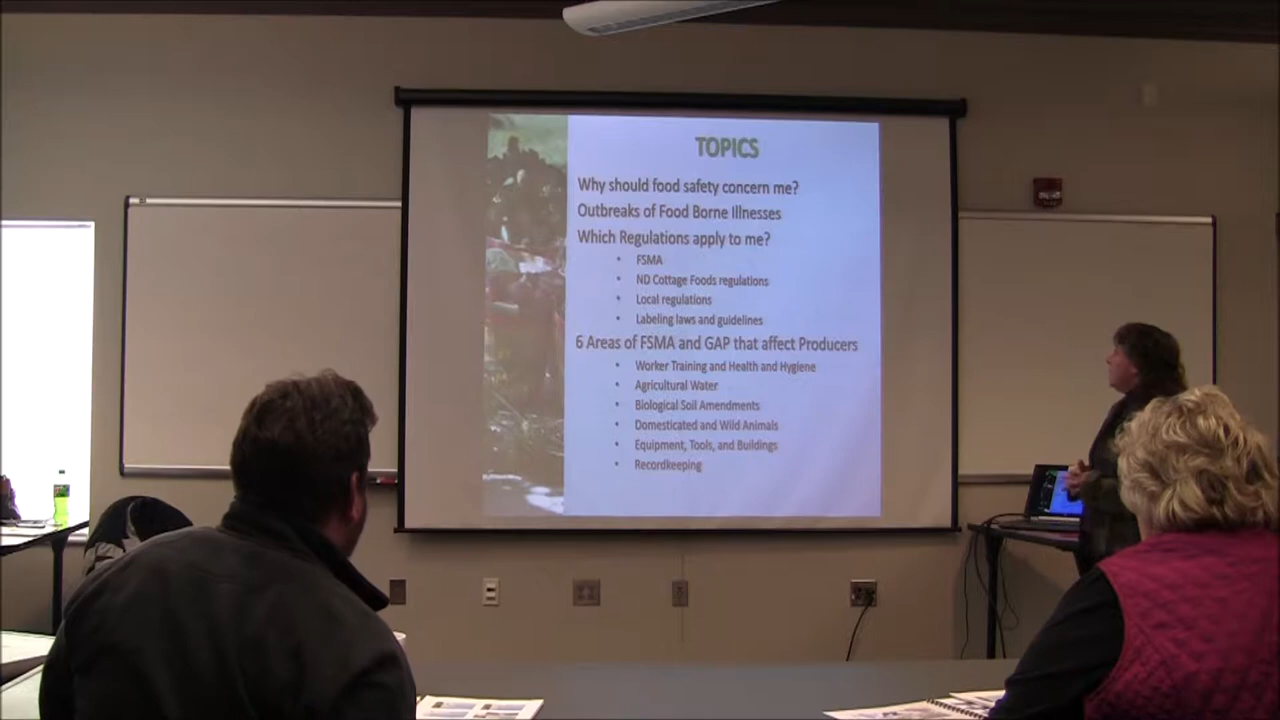 TOPICS
Why should food safety concern me?
Outbreaks of Food Borne Illnesses
Which Regulations apply to me?
• FSMA
• ND Cottage Foods regulations
• Local regulations
• Labeling laws and guidelines
6 Areas of FSMA and GAP that affect Producers
• Worker Training and Health and Hygiene
• Agricultural Water
• Biological Soil Amendments
• Domesticated and Wild Animals
• Equipment, Tools, and Buildings
• Recordkeeping